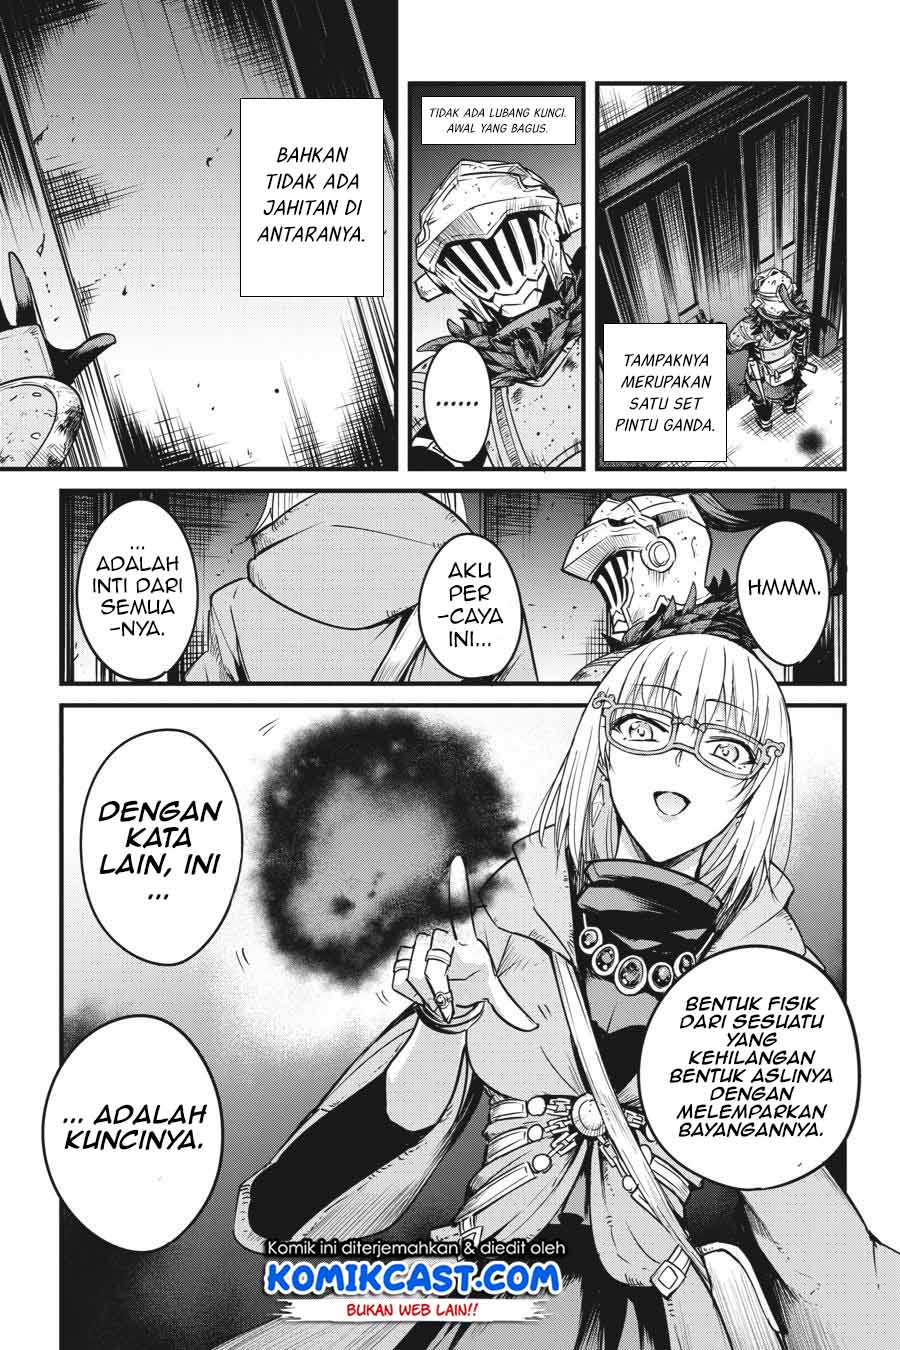 TAMPAKNYA
MERUPAKAN
SATU SET
PINTU GANDA.
TIDAK ADA LUBANG KUNCI.
AWAL YANG BAGUS.
......
BAHKAN
TIDAK ADA
JAHITAN DI
ANTARANYA.
HMMM.
AKU
PER
-CAYA
INI...
...
ADALAH
INTI DARI
SEMUA
-NYA.
BENTUK FISIK
DARI SESUATU
YANG
KEHILANGAN
BENTUK ASLINYA
DENGAN
MELEMPARKAN
BAYANGANNYA.
DENGAN
KATA
LAIN, INI
...
... ADALAH
KUNCINYA.
Komik ini diterjemahkan & diedit oleh
KOMIKCAST.COM
BUKAN WEB LAIN!!